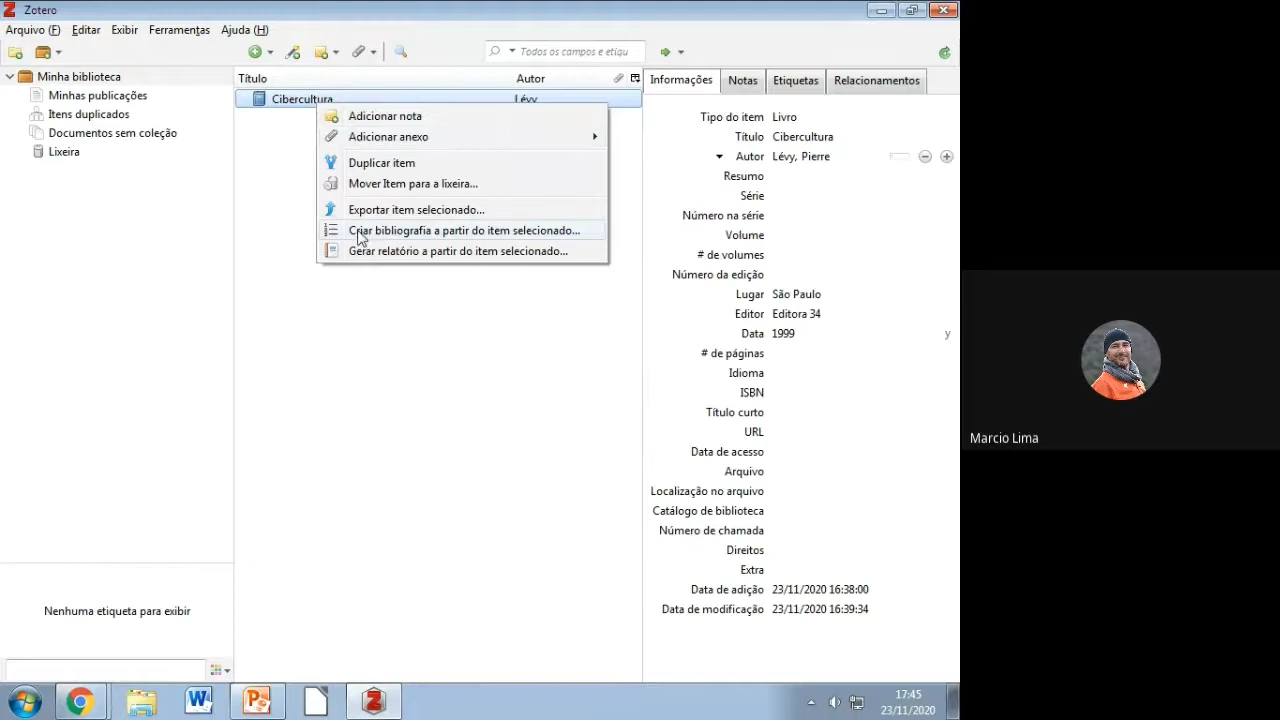 Zotero
Arquivo (F) Editar Exibir Ferramentas Ajuda (H)
Todos os campos e etiqu
Minha biblioteca
Minhas publicações
Itens duplicados
Documentos sem coleção
Lixeira
Nenhuma etiqueta para exibir
Título Autor
Cibercultura Lévy
Adicionar nota
Adicionar anexo
Duplicar item
Mover Item para a lixeira...
Exportar item selecionado...
Criar bibliografia a partir do item selecionado...
Gerar relatório a partir do item selecionado...
Informações Notas Etiquetas Relacionamentos
Tipo do item Livro
Título Cibercultura
Autor Lévy, Pierre
Resumo
Série
Número na série
Volume
# de volumes
Número da edição
Lugar São Paulo
Editor Editora 34
Data 1999 y
# de páginas
Idioma
ISBN
Título curto
URL
Data de acesso
Arquivo
Localização no arquivo
Catálogo de biblioteca
Número de chamada
Direitos
Extra
Data de adição 23/11/2020 16:38:00
Data de modificação 23/11/2020 16:39:34
Marcio Lima
17:45
23/11/2020